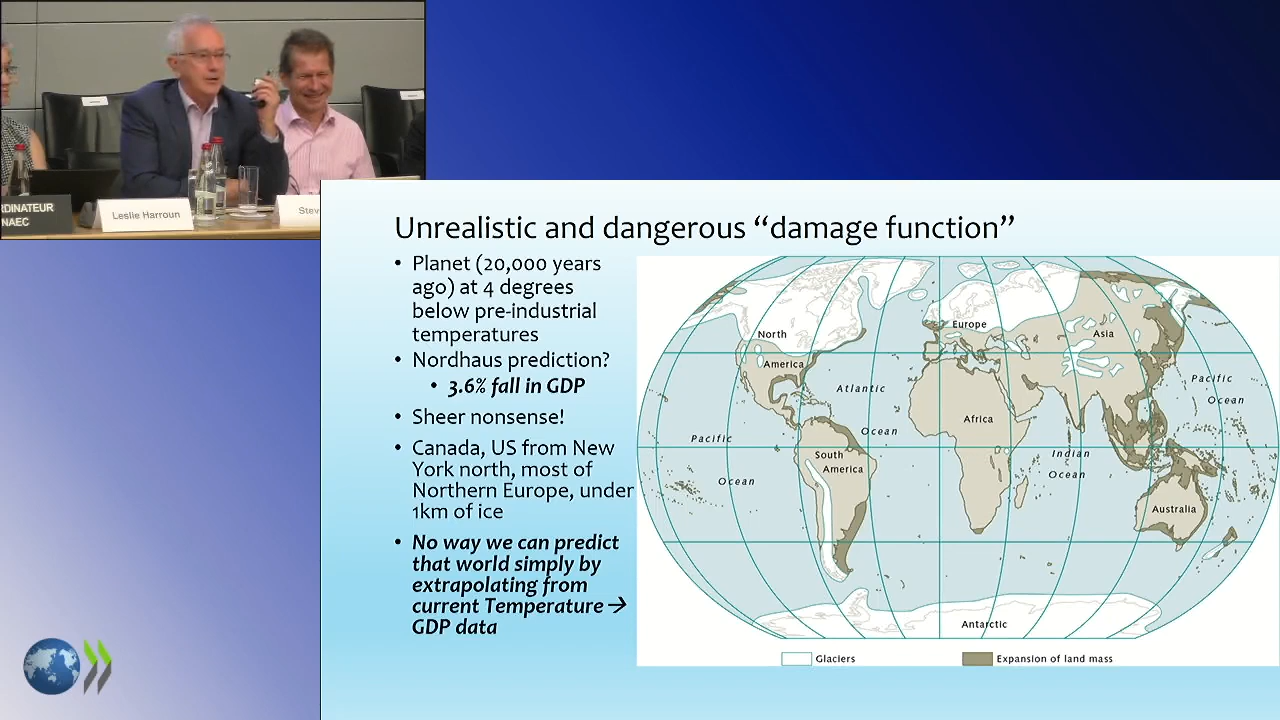 RDINATEUR
NAEC
Leslie Harroun
Stev
Unrealistic and dangerous “damage function”
• Planet (20,000 years
ago) at 4 degrees
below pre-industrial
temperatures
• Nordhaus prediction?
• 3.6% fall in GDP
• Sheer nonsense!
• Canada, US from New
York north, most of
Northern Europe, under
1km of ice
• No way we can predict
that world simply by
extrapolating from
current Temperature →
GDP data
North
America
Europe
Asia
Atlantic
Ocean
Pacific
Ocean
Africa
Pacific
Ocean
South
America
Indian
Ocean
Australia
Antarctic
Glaciers
Expansion of land mass